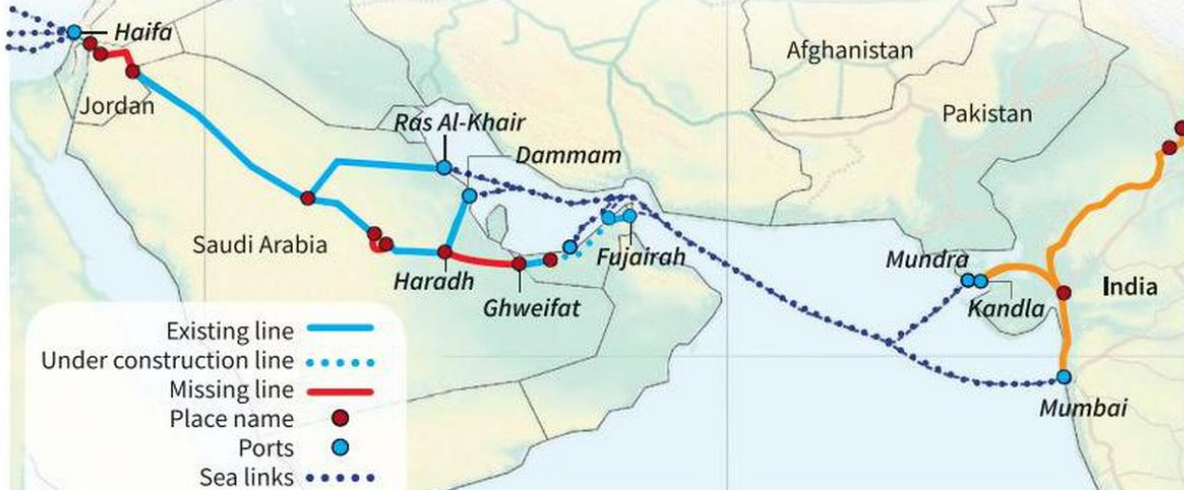 Haifa
Afghanistan
Jordan
Pakistan
Ras Al-Khair
Dammam
Saudi Arabia
Fujairah
Mundra
Haradh
India
Ghweifat
Kandla
Existing line
Under construction line
Missing line
Mumbai
Place name
Ports
Sea links